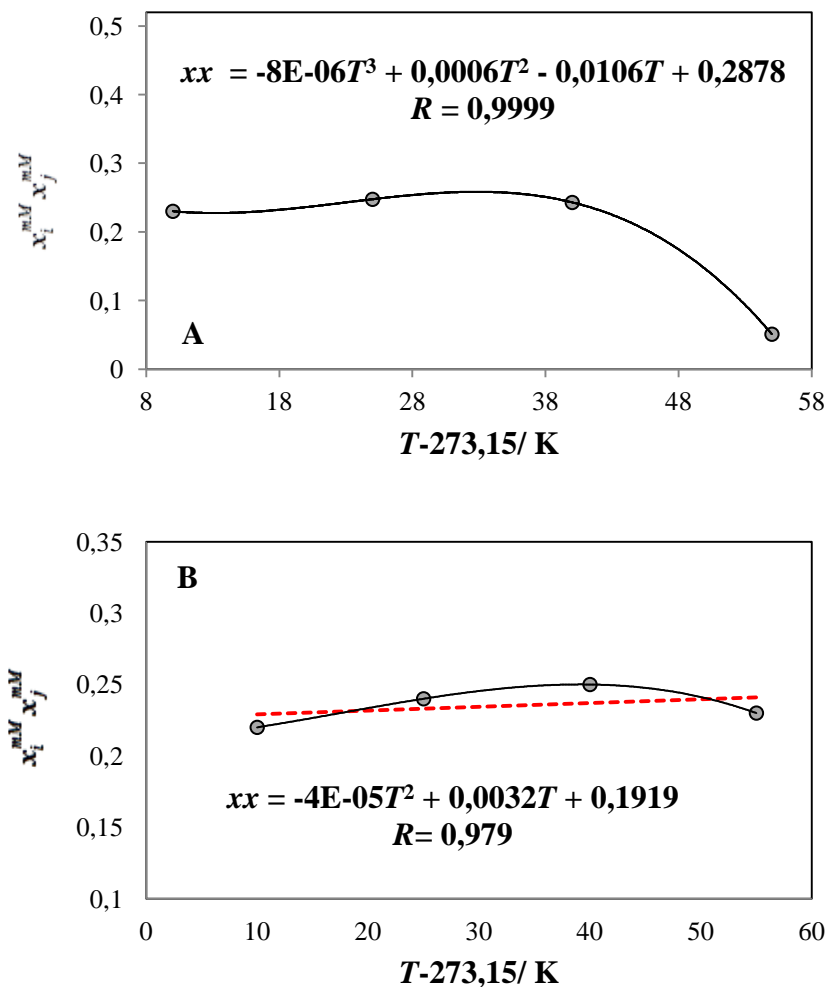 0,5
0,4
0,3
0,2
0,1
0
xx = -8E-06T³ + 0,0006T² - 0,0106T + 0,2878
R = 0,9999
x_i^mM x_j^mM
A
8 18 28 38 48 58
T-273,15/ K
0,35
0,3
0,25
0,2
0,15
0,1
B
x_i^mM x_j^mM
xx = -4E-05T² + 0,0032T + 0,1919
R= 0,979
0 10 20 30 40 50 60
T-273,15/ K